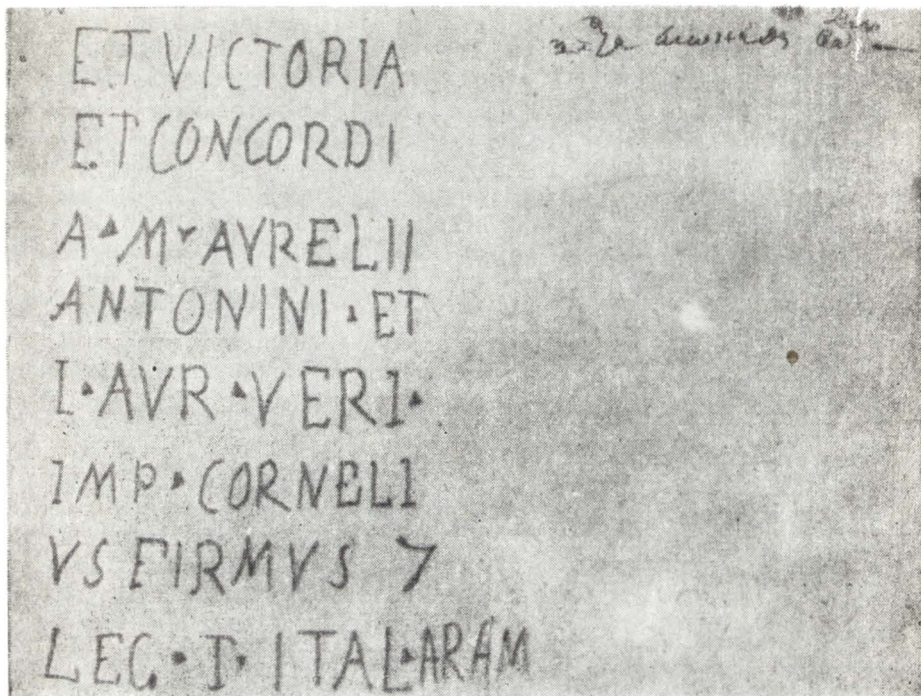 ET VICTORIA
ET CONCORDI
A ▴ M ▾ AVRELII
ANTONINI ▴ ET
L ▴ AVR ▴ VERI ▴
IMP ▴ CORNELI
VS FIRMVS 7
LEG ▴ I ▴ ITAL ▴ ARAM